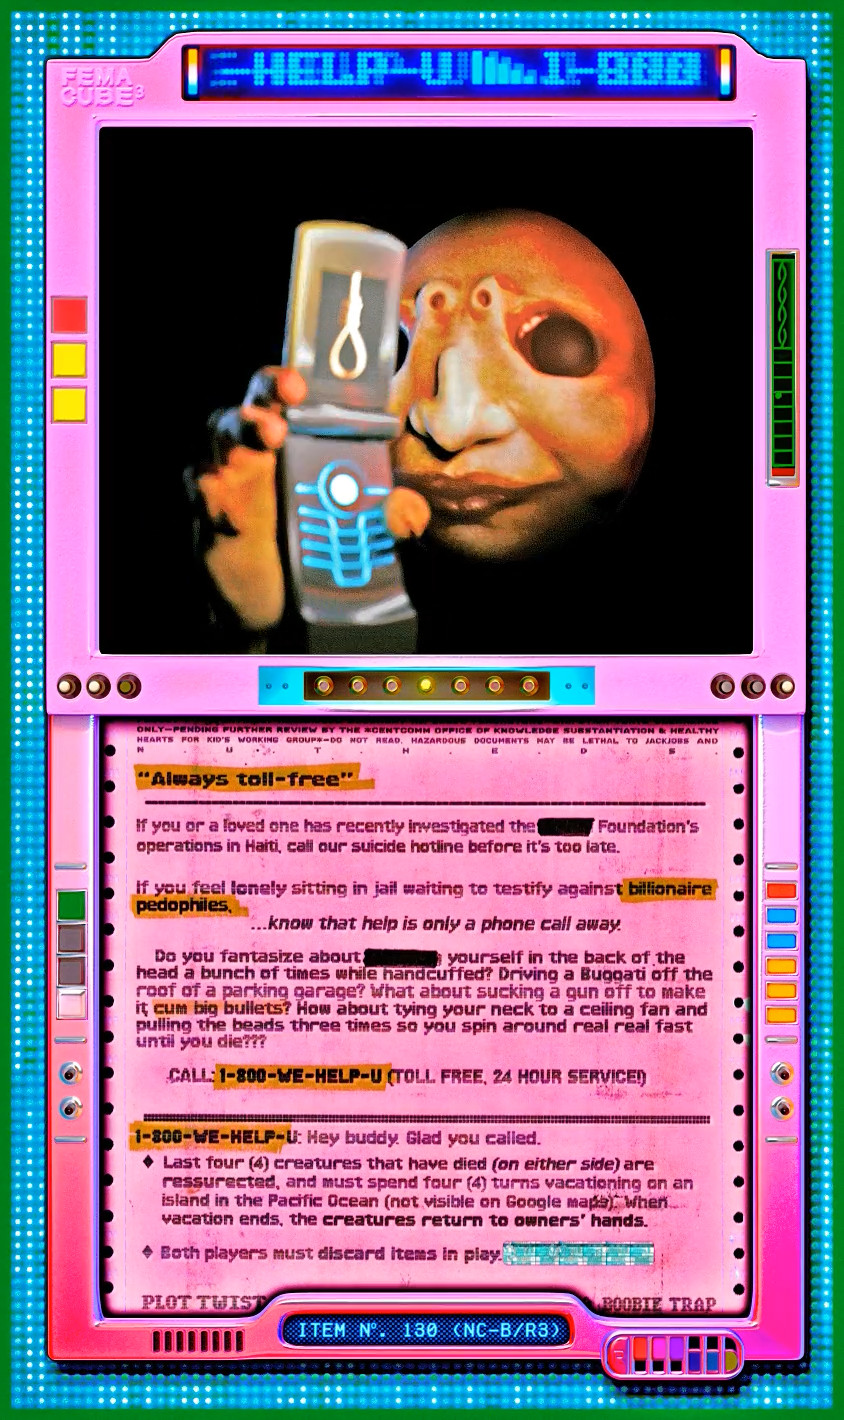 FEMA
CUBE³
HELP-U 1-800
ONLY—PENDING FURTHER REVIEW BY THE OFFICE OF KNOWLEDGE SUBSTANTIATION & HEALTHY
HEARTS FOR KID'S WORKING GROUP*—DO NOT READ. HAZARDOUS DOCUMENTS MAY BE LETHAL TO JACKJOBS AND
N U T H E D S
"Always toll-free"
If you or a loved one has recently investigated the Foundation's
operations in Haiti, call our suicide hotline before it's too late.
If you feel lonely sitting in jail waiting to testify against billionaire
pedophiles,
...know that help is only a phone call away.
Do you fantasize about yourself in the back of the
head a bunch of times while handcuffed? Driving a Buggati off the
roof of a parking garage? What about sucking a gun off to make
it cum big bullets? How about tying your neck to a ceiling fan and
pulling the beads three times so you spin around real real fast
until you die???
CALL: 1-800-WE-HELP-U (TOLL FREE, 24 HOUR SERVICE!)
1-800-WE-HELP-U: Hey buddy. Glad you called.
♦ Last four (4) creatures that have died (on either side) are
ressurected, and must spend four (4) turns vacationing on an
island in the Pacific Ocean (not visible on Google maps). When
vacation ends, the creatures return to owners' hands.
♦ Both players must discard items in play.
PLOT TWIST
BOOBIE TRAP
ITEM Nº. 130 (NC-B/R3)